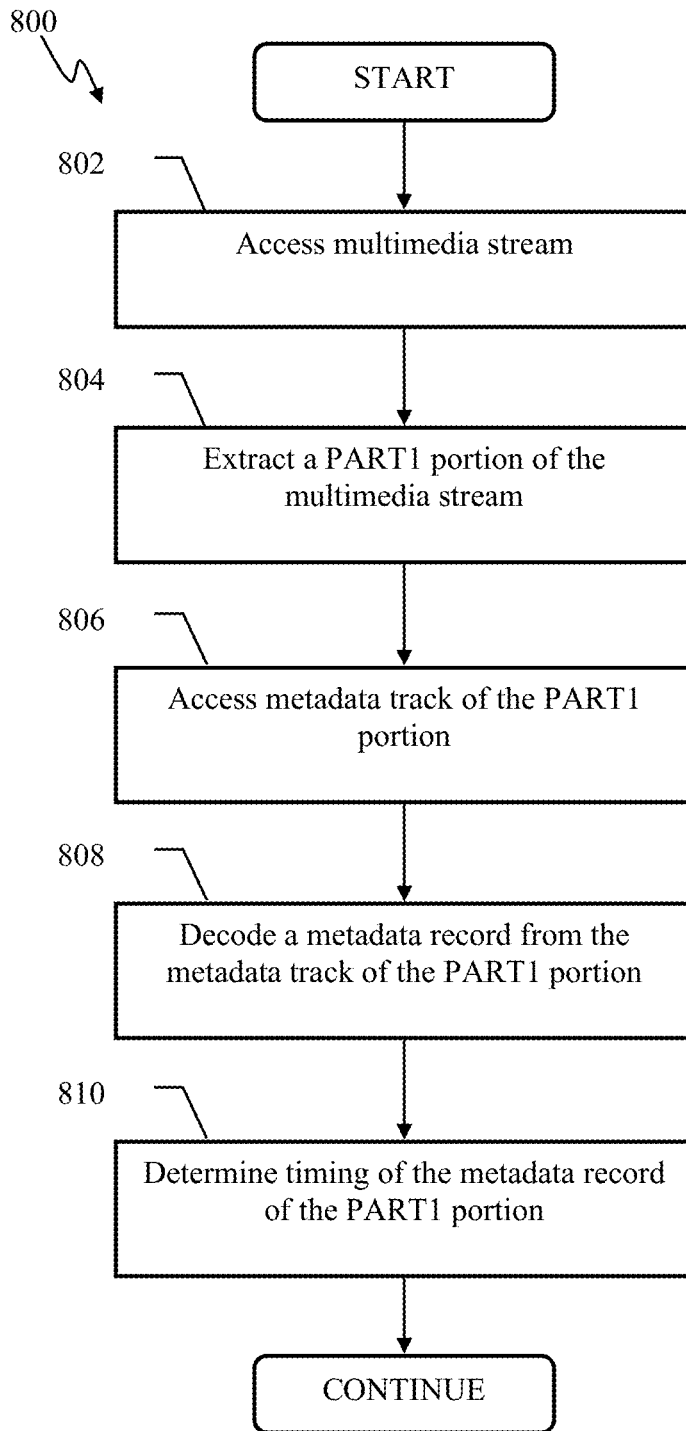 800
START
802
Access multimedia stream
804
Extract a PART1 portion of the
multimedia stream
806
Access metadata track of the PART1
portion
808
Decode a metadata record from the
metadata track of the PART1 portion
810
Determine timing of the metadata record
of the PART1 portion
CONTINUE